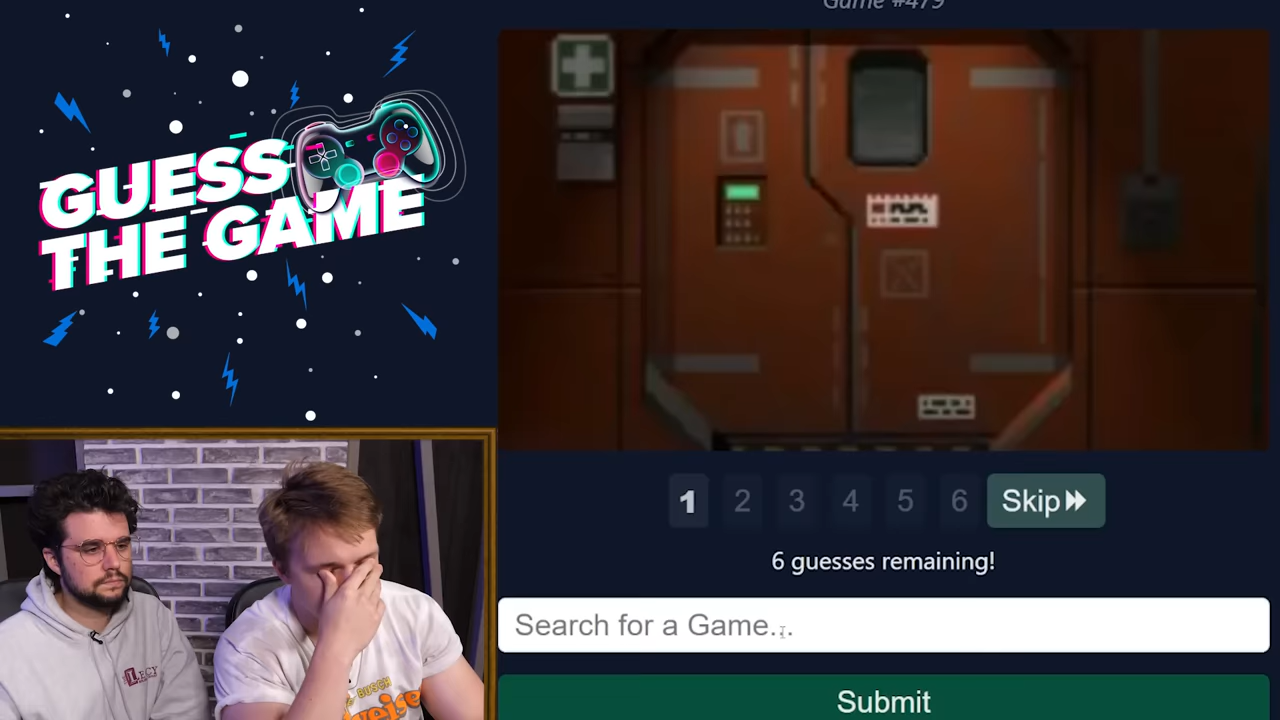 Game #479
GUESS
THE GAME
1 2 3 4 5 6 Skip
6 guesses remaining!
Search for a Game...
Submit
BUSCH